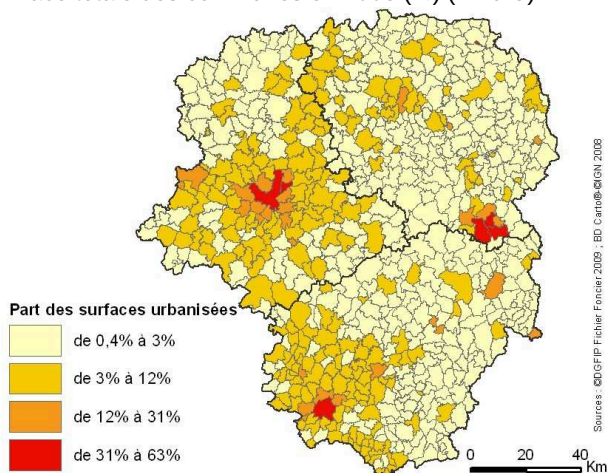 Part des surfaces urbanisées
de 0,4% à 3%
de 3% à 12%
de 12% à 31%
de 31% à 63%
0 20 40
Km
Sources : ©DGFIP Fichier Foncier 2009 ; BD Carto®©IGN 2008